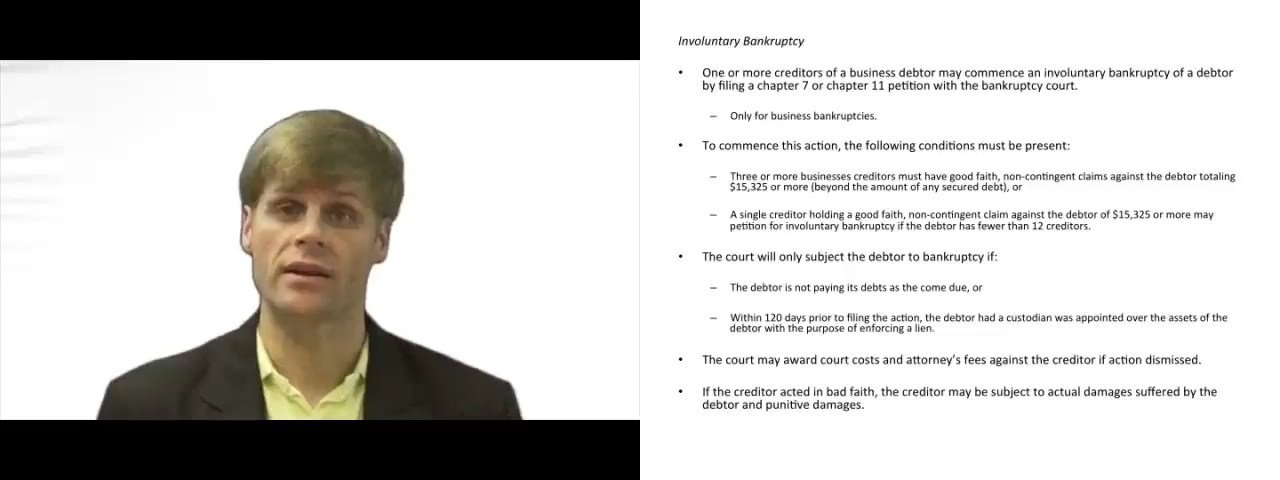 Involuntary Bankruptcy
• One or more creditors of a business debtor may commence an involuntary bankruptcy of a debtor
by filing a chapter 7 or chapter 11 petition with the bankruptcy court.
– Only for business bankruptcies.
• To commence this action, the following conditions must be present:
– Three or more businesses creditors must have good faith, non-contingent claims against the debtor totaling
$15,325 or more (beyond the amount of any secured debt), or
– A single creditor holding a good faith, non-contingent claim against the debtor of $15,325 or more may
petition for involuntary bankruptcy if the debtor has fewer than 12 creditors.
• The court will only subject the debtor to bankruptcy if:
– The debtor is not paying its debts as the come due, or
– Within 120 days prior to filing the action, the debtor had a custodian was appointed over the assets of the
debtor with the purpose of enforcing a lien.
• The court may award court costs and attorney's fees against the creditor if action dismissed.
• If the creditor acted in bad faith, the creditor may be subject to actual damages suffered by the
debtor and punitive damages.